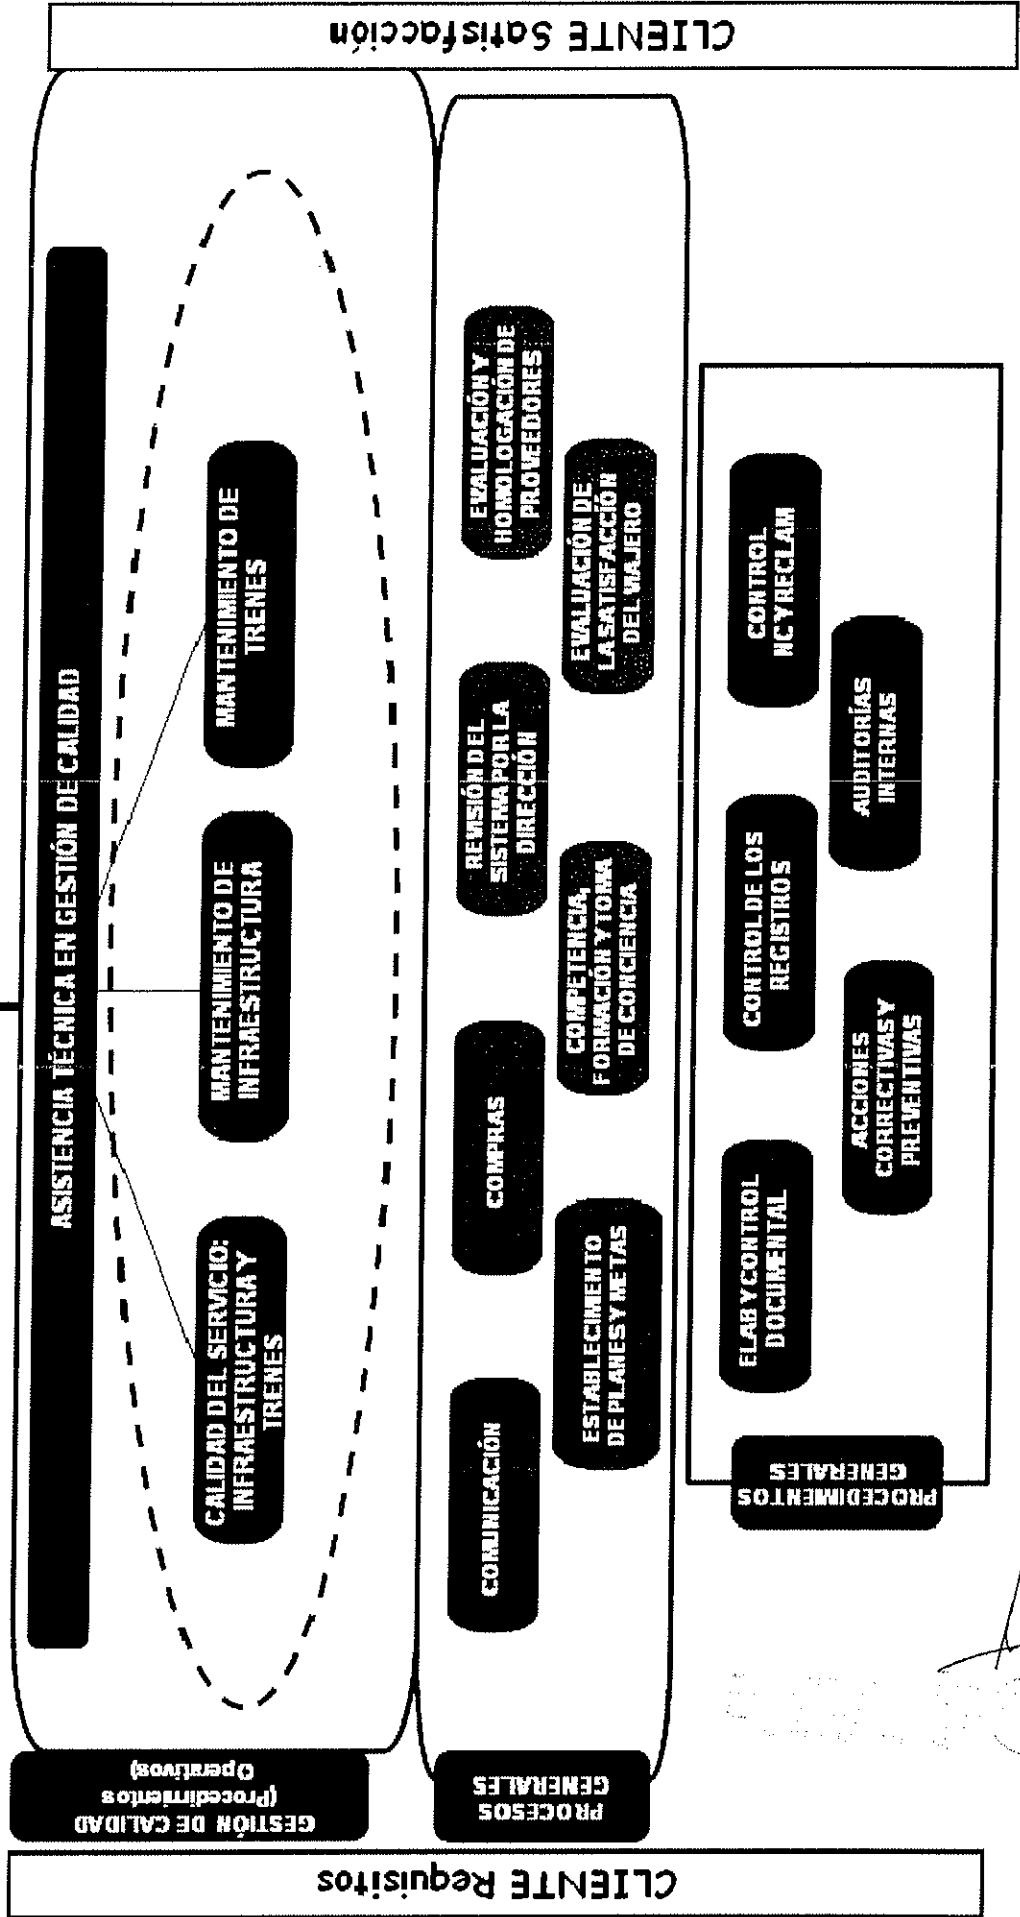 CLIENTE Requisitos
GESTIÓN DE CALIDAD
(Procedimientos
Operativos)
ASISTENCIA TÉCNICA EN GESTIÓN DE CALIDAD
CALIDAD DEL SERVICIO:
INFRAESTRUCTURA Y
TRENES
MANTENIMIENTO DE
INFRAESTRUCTURA
MANTENIMIENTO DE
TRENES
PROCESOS
GENERALES
COMUNICACIÓN
COMPRAS
REVISIÓN DEL
SISTEMA POR LA
DIRECCIÓN
EVALUACIÓN Y
HOMOLOGACIÓN DE
PROVEEDORES
ESTABLECIMIENTO
DE PLANES Y METAS
COMPETENCIA,
FORMACIÓN Y TOMA
DE CONCIENCIA
EVALUACIÓN DE
LA SATISFACCIÓN
DEL VIAJERO
PROCEDIMIENTOS
GENERALES
ELAB Y CONTROL
DOCUMENTAL
CONTROL DE LOS
REGISTROS
CONTROL
NC Y RECLAM
ACCIONES
CORRECTIVAS Y
PREVENTIVAS
AUDITORÍAS
INTERNAS
CLIENTE Satisfacción